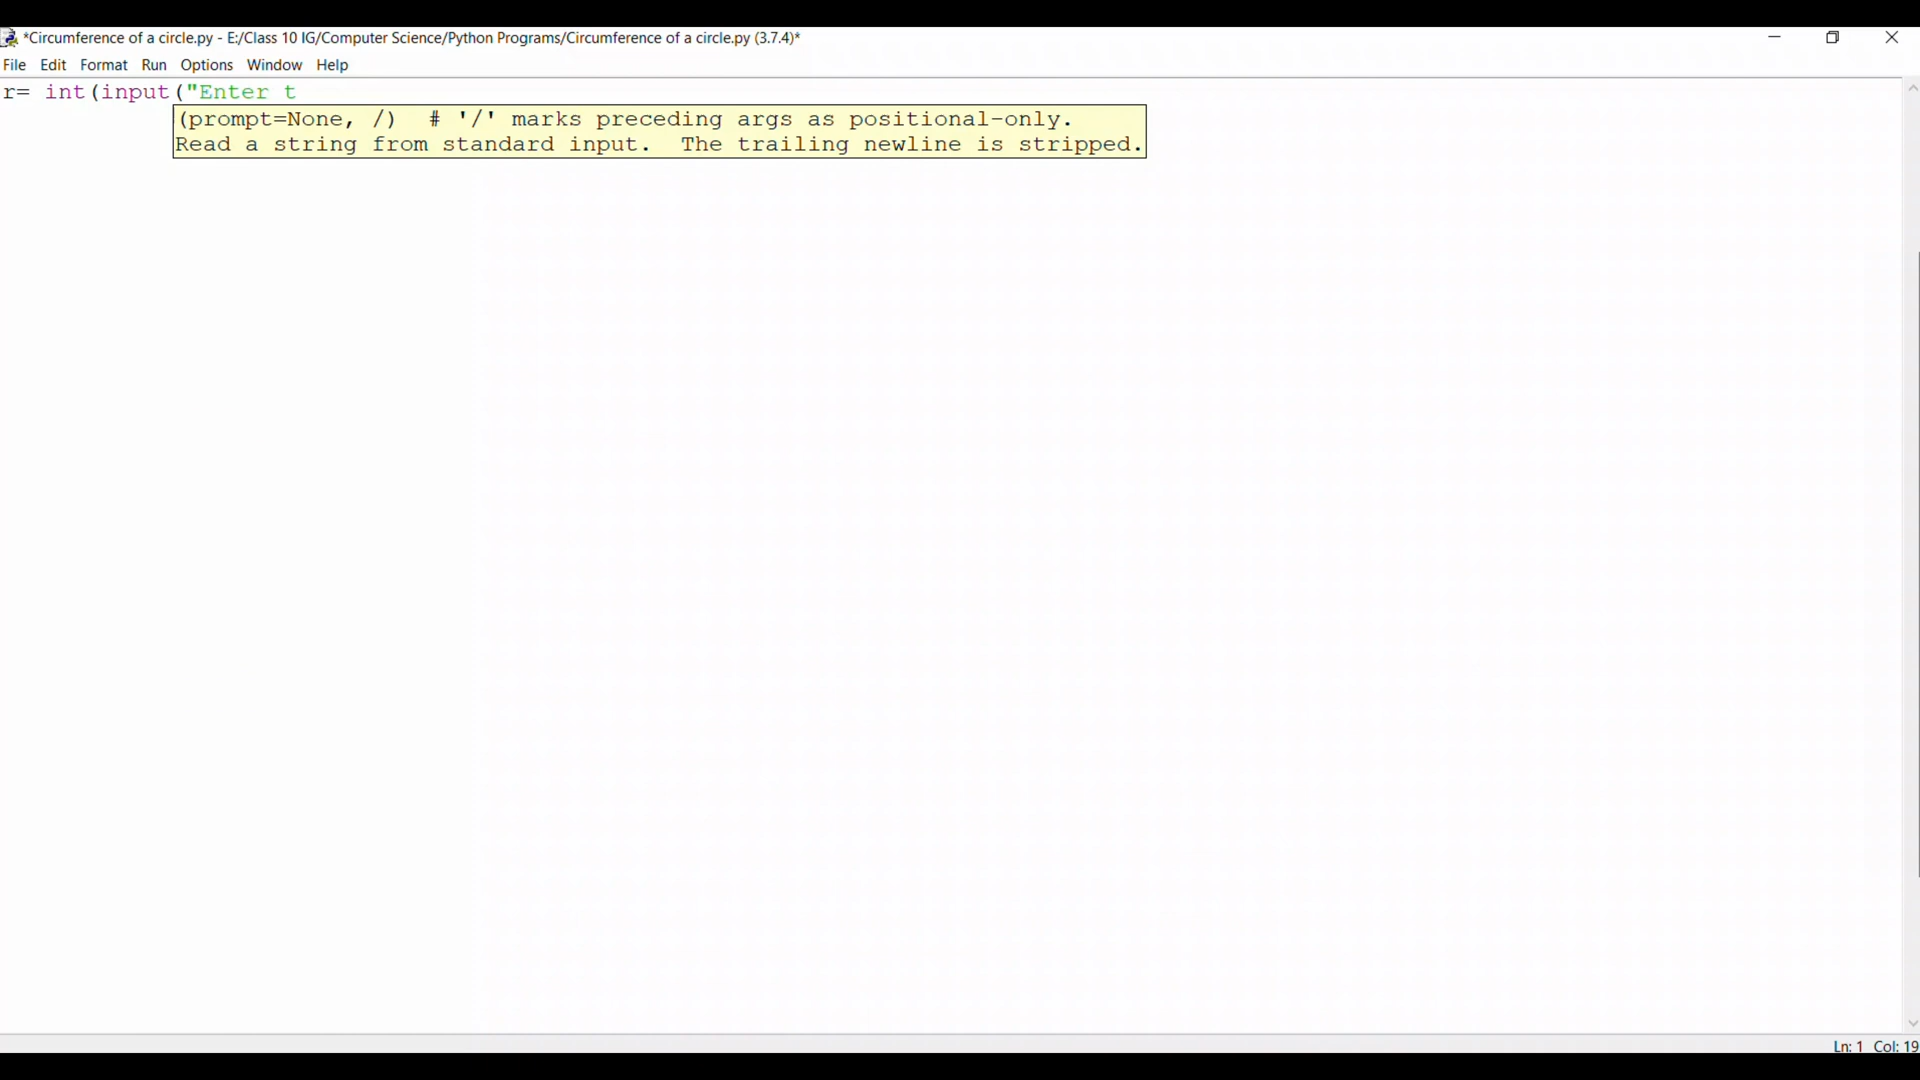 *Circumference of a circle.py - E:/Class 10 IG/Computer Science/Python Programs/Circumference of a circle.py (3.7.4)*
File Edit Format Run Options Window Help
r= int(input("Enter t
(prompt=None, /)  # '/' marks preceding args as positional-only.
Read a string from standard input.  The trailing newline is stripped.
Ln: 1 Col: 19